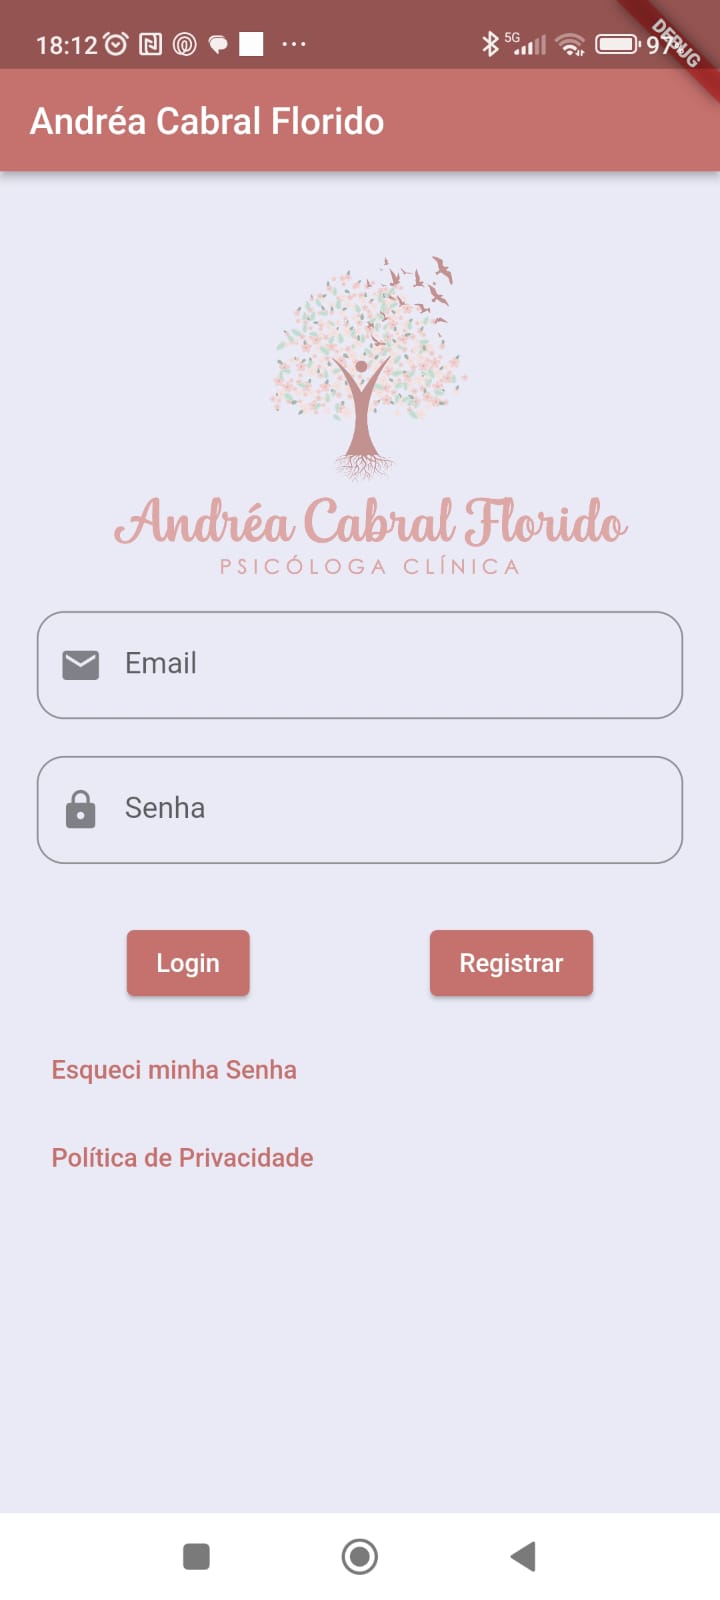 18:12
5G
97%
DEBUG
Andréa Cabral Florido
Andréa Cabral Florido
PSICÓLOGA CLÍNICA
Email
Senha
Login
Registrar
Esqueci minha Senha
Política de Privacidade